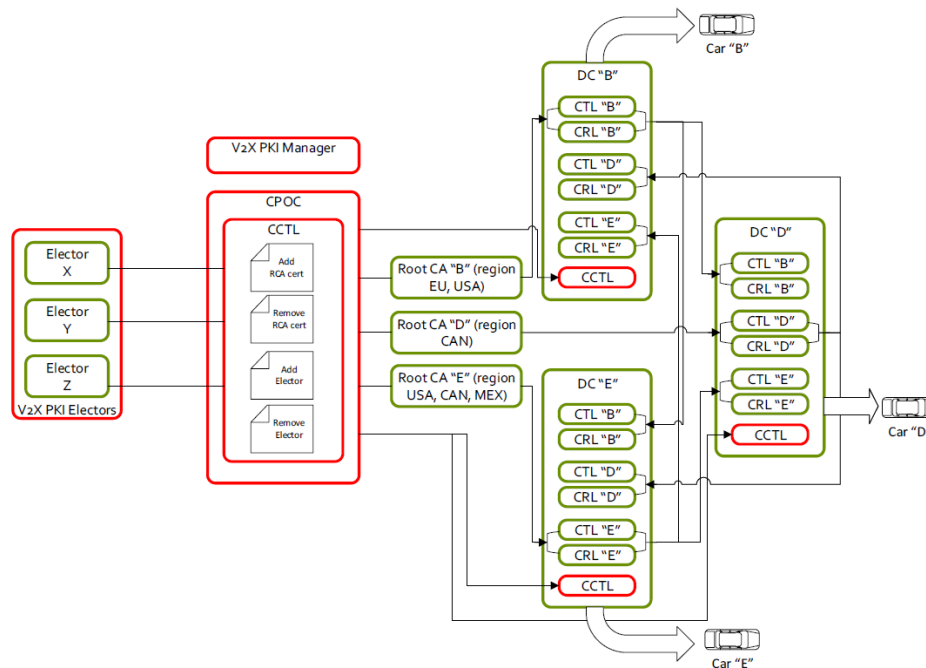 V2X PKI Manager
CPOC
CCTL
Add
RCA cert
Remove
RCA cert
Add
Elector
Remove
Elector
Elector
X
Elector
Y
Elector
Z
V2X PKI Electors
Root CA "B" (region
EU, USA)
Root CA "D" (region
CAN)
Root CA "E" (region
USA, CAN, MEX)
DC "B"
CTL "B"
CRL "B"
CTL "D"
CRL "D"
CTL "E"
CRL "E"
CCTL
Car "B"
DC "E"
CTL "B"
CRL "B"
CTL "D"
CRL "D"
CTL "E"
CRL "E"
CCTL
Car "E"
DC "D"
CTL "B"
CRL "B"
CTL "D"
CRL "D"
CTL "E"
CRL "E"
CCTL
Car "D